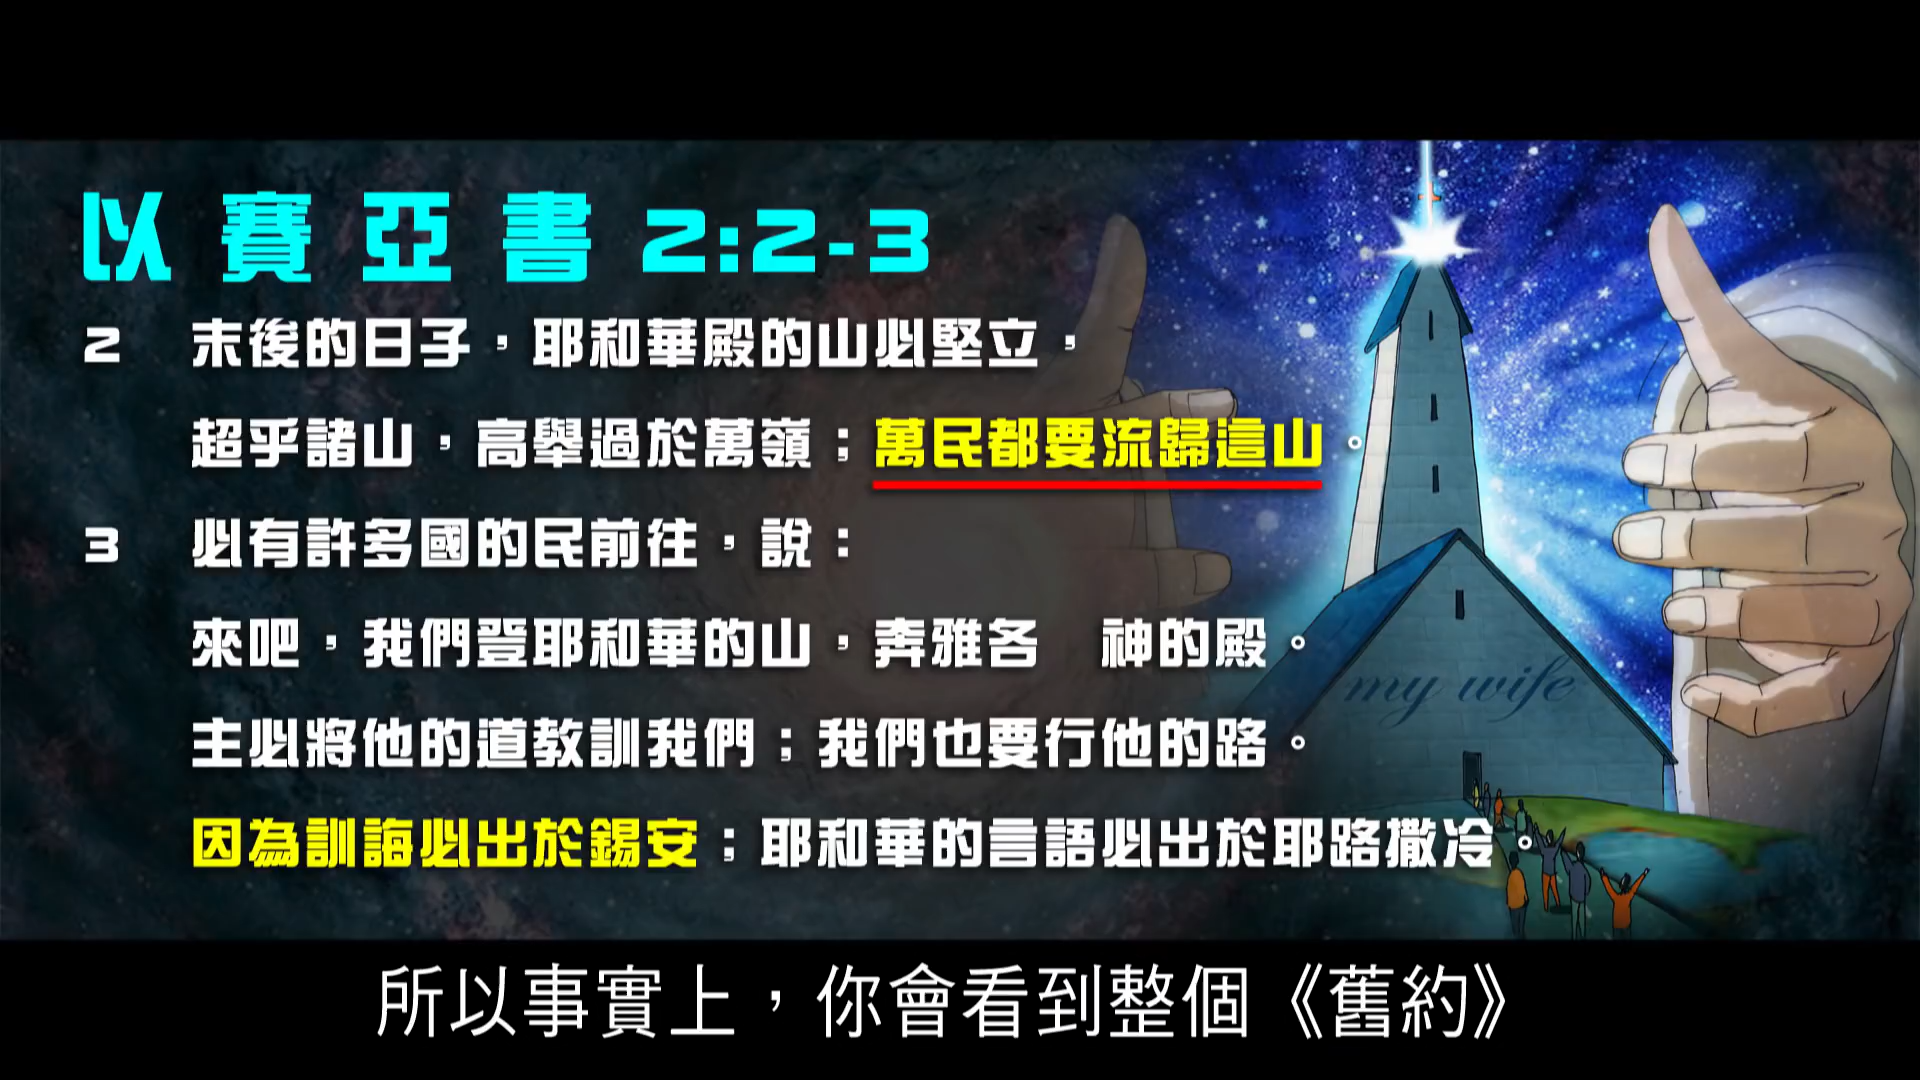 以賽亞書 2:2-3
2 末後的日子，耶和華殿的山必堅立，
超乎諸山，高舉過於萬嶺；萬民都要流歸這山。
3 必有許多國的民前往，說：
來吧，我們登耶和華的山，奔雅各　神的殿。
主必將他的道教訓我們；我們也要行他的路。
因為訓誨必出於錫安；耶和華的言語必出於耶路撒冷。
my wife
所以事實上，你會看到整個《舊約》